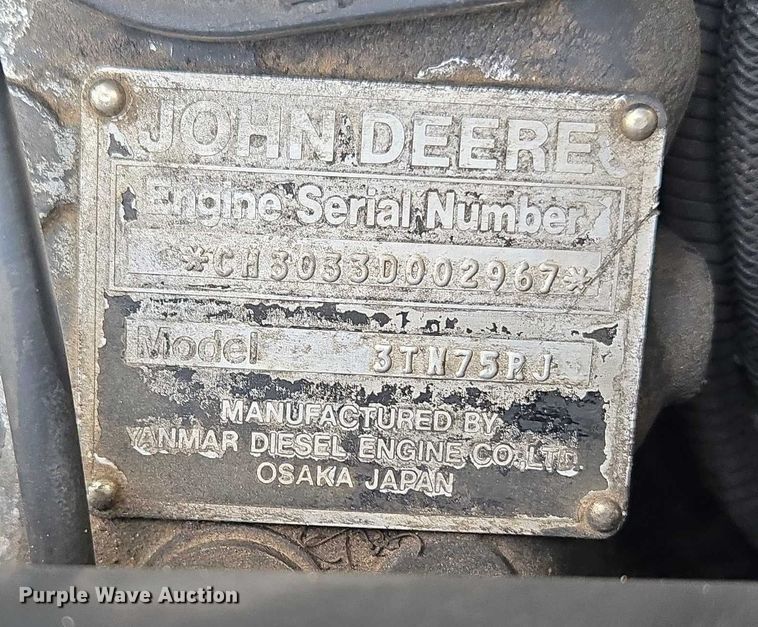 JOHN DEERE
Engine Serial Number
*CH3033D002967*
Model 3TN75RJ
MANUFACTURED BY
YANMAR DIESEL ENGINE CO.,LTD.
OSAKA JAPAN
Purple Wave Auction